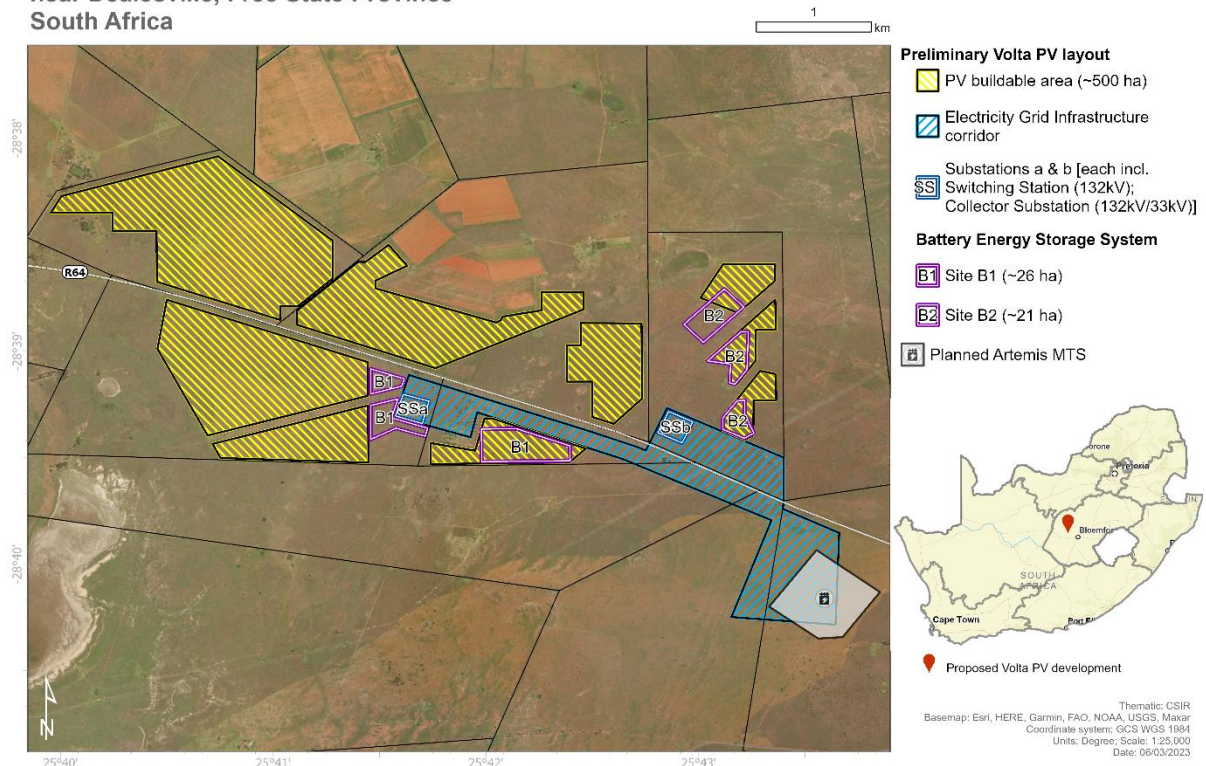 South Africa
1
km
Preliminary Volta PV layout
PV buildable area (~500 ha)
Electricity Grid Infrastructure
corridor
SS
Substations a & b [each incl.
Switching Station (132kV);
Collector Substation (132kV/33kV)]
Battery Energy Storage System
B1 Site B1 (~26 ha)
B2 Site B2 (~21 ha)
Planned Artemis MTS
-28°38'
-28°39'
-28°40'
R64
B2
B2
B1
SSa
B1
B2
SSb
B1
N
25°40'
25°41'
25°42'
25°43'
Pretoria
Bloemfo
SOUTH
AFRICA
Cape Town
Proposed Volta PV development
Thematic: CSIR
Basemap: Esri, HERE, Garmin, FAO, NOAA, USGS, Maxar
Coordinate system: GCS WGS 1984
Units: Degree; Scale: 1:25,000
Date: 06/03/2023